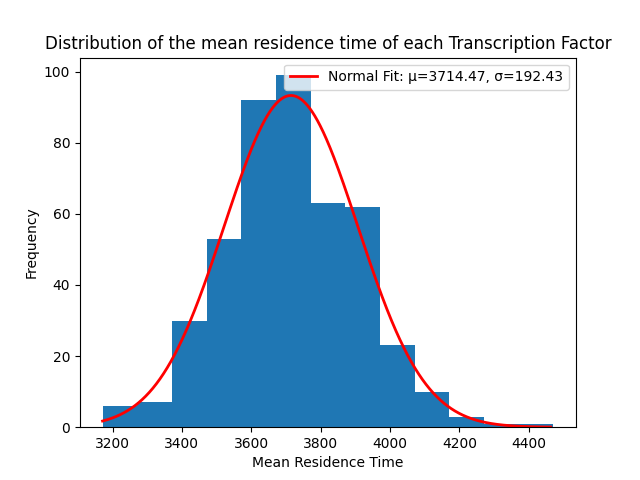 Distribution of the mean residence time of each Transcription Factor
Normal Fit: μ=3714.47, σ=192.43
Frequency
100
80
60
40
20
0
3200 3400 3600 3800 4000 4200 4400
Mean Residence Time